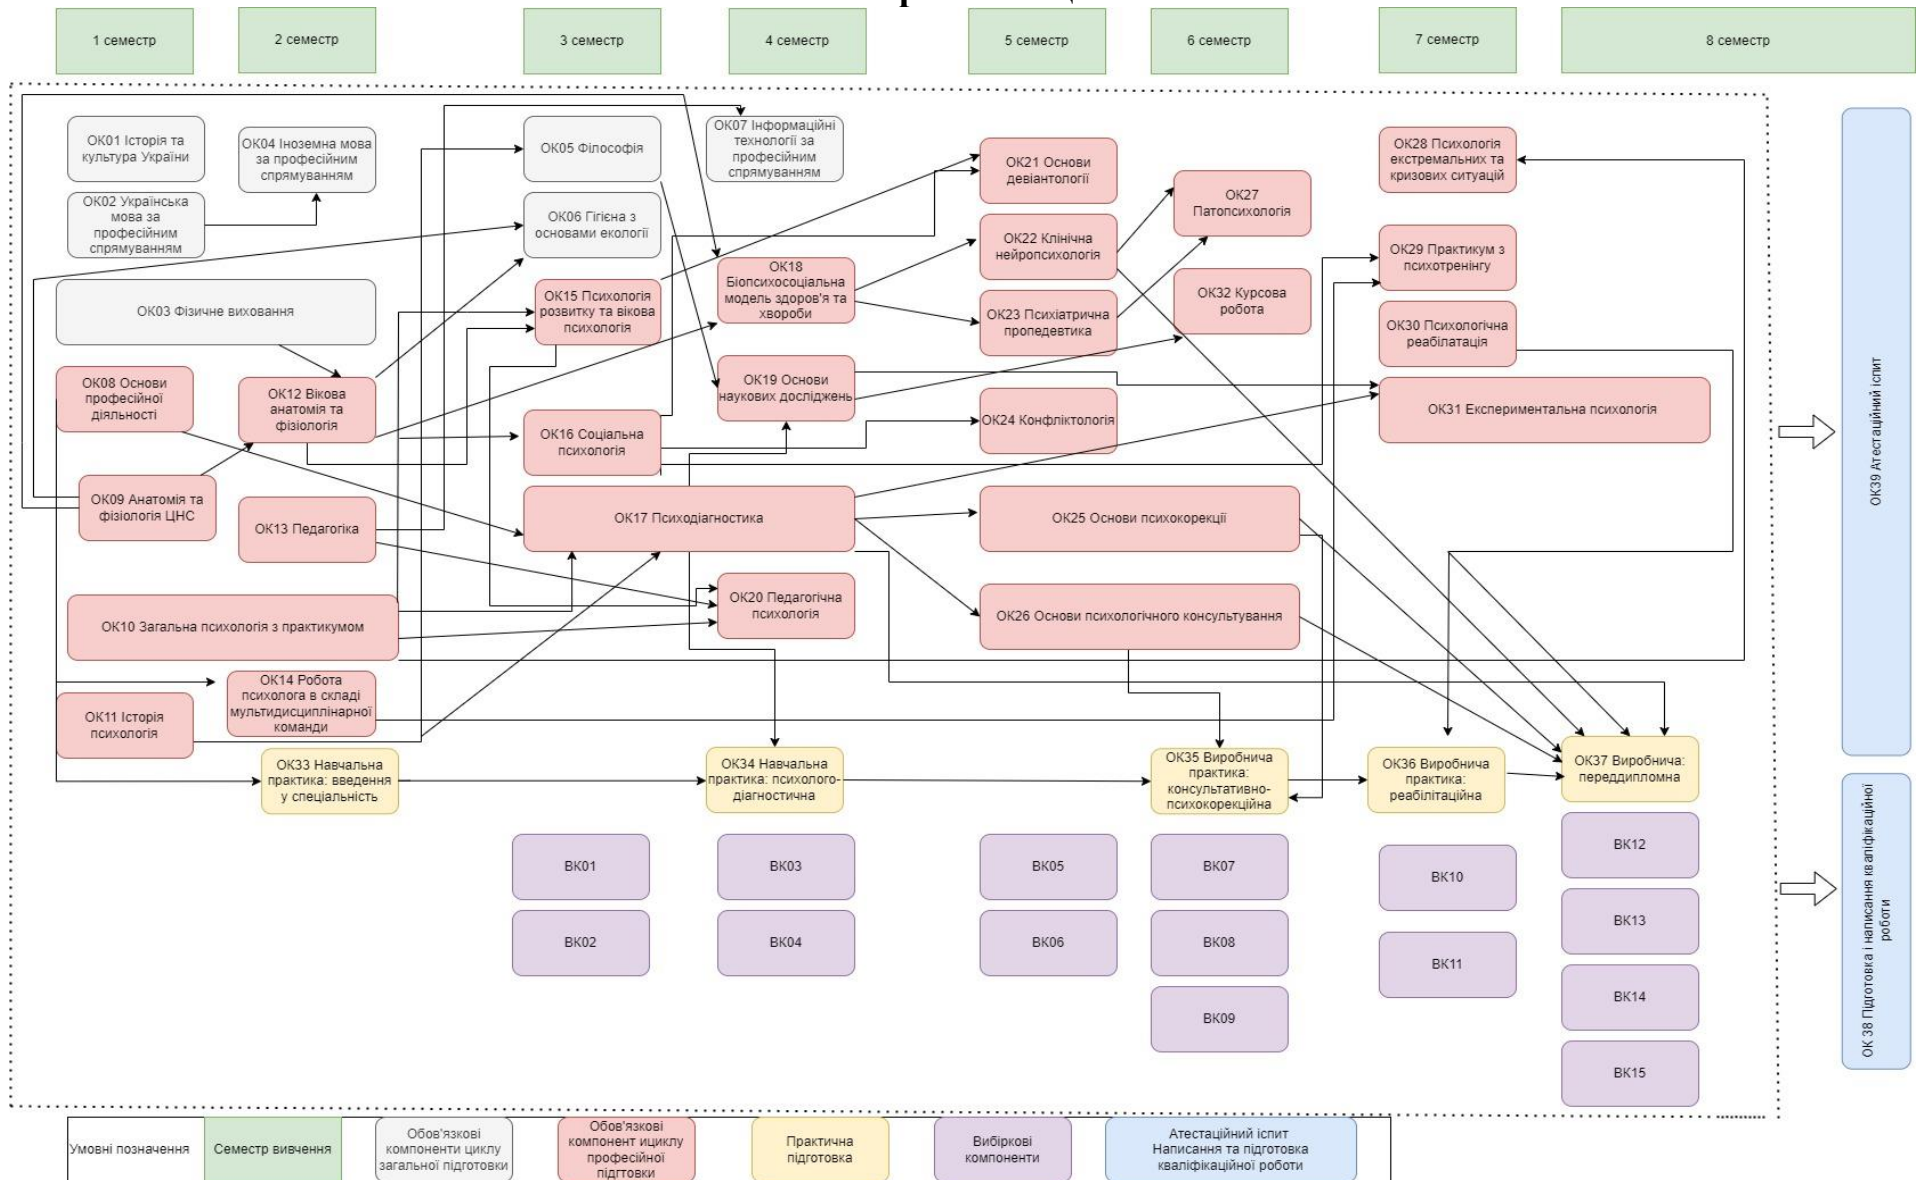 1 семестр
2 семестр
3 семестр
4 семестр
5 семестр
6 семестр
7 семестр
8 семестр
ОК01 Історія та
культура України
ОК02 Українська
мова за
професійним
спрямуванням
ОК04 Іноземна мова
за професійним
спрямуванням
ОК03 Фізичне виховання
ОК08 Основи
професійної
діяльності
ОК12 Вікова
анатомія та
фізіологія
ОК09 Анатомія та
фізіологія ЦНС
ОК13 Педагогіка
ОК10 Загальна психологія з практикумом
ОК14 Робота
психолога в складі
мультидисциплінарної
команди
ОК11 Історія
психологія
ОК33 Навчальна
практика: введення
у спеціальність
ОК05 Філософія
ОК06 Гігієна з
основами екології
ОК15 Психологія
розвитку та вікова
психологія
ОК16 Соціальна
психологія
ОК17 Психодіагностика
ОК07 Інформаційні
технології за
професійним
спрямуванням
ОК18
Біопсихосоціальна
модель здоров'я та
хвороби
ОК19 Основи
наукових досліджень
ОК20 Педагогічна
психологія
ОК34 Навчальна
практика: психолого-
діагностична
ОК21 Основи
девіантології
ОК22 Клінічна
нейропсихологія
ОК23 Психіатрична
пропедевтика
ОК24 Конфліктологія
ОК25 Основи психокорекції
ОК26 Основи психологічного консультування
ОК27
Патопсихологія
ОК32 Курсова
робота
ОК35 Виробнича
практика:
консультативно-
психокорекційна
ОК28 Психологія
екстремальних та
кризових ситуацій
ОК29 Практикум з
психотренінгу
ОК30 Психологічна
реабілатація
ОК31 Експериментальна психологія
ОК36 Виробнича
практика:
реабілітаційна
ОК37 Виробнича:
переддипломна
ОК39 Атестаційний іспит
ОК 38 Підготовка і написання кваліфікаційної
роботи
ВК01
ВК02
ВК03
ВК04
ВК05
ВК06
ВК07
ВК08
ВК09
ВК10
ВК11
ВК12
ВК13
ВК14
ВК15
Умовні позначення
Семестр вивчення
Обов'язкові
компоненти циклу
загальної підготовки
Обов'язкові
компонент ициклу
професійної
підгтовки
Практична
підготовка
Вибіркові
компоненти
Атестаційний іспит
Написання та підготовка
кваліфікаційної роботи